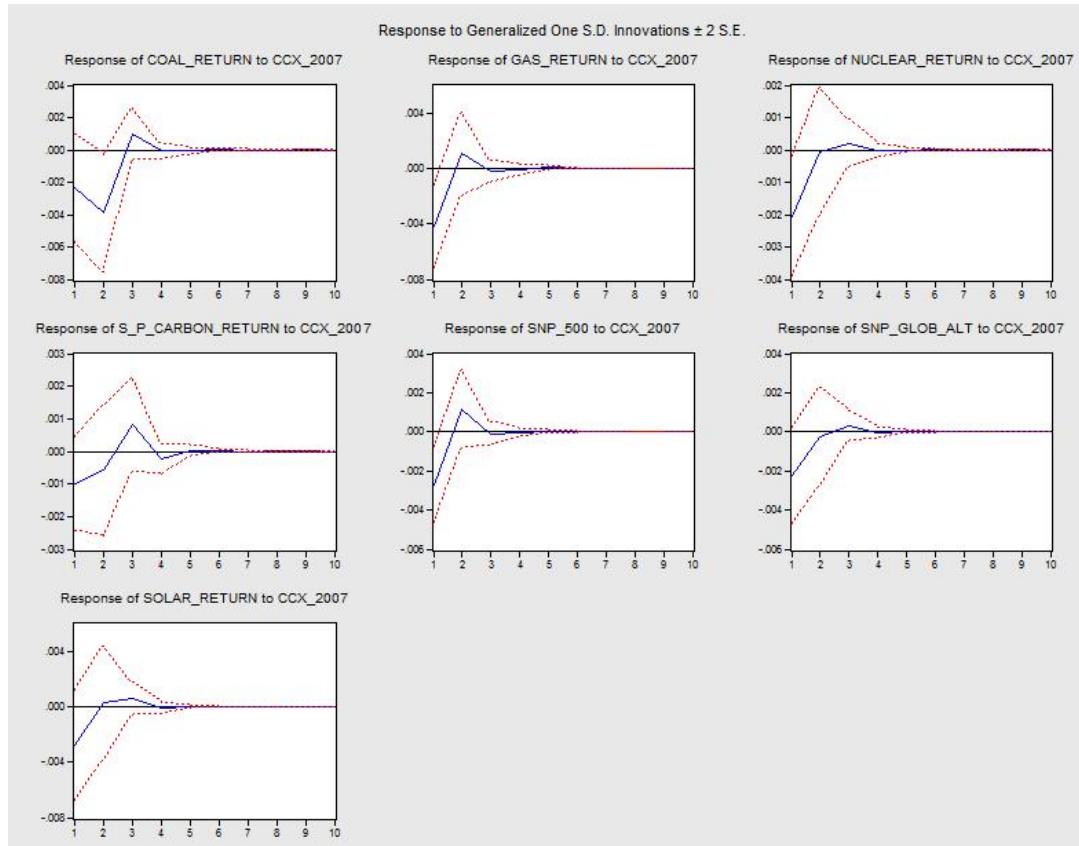 Response to Generalized One S.D. Innovations ± 2 S.E.
Response of COAL_RETURN to CCX_2007
.004
.002
.000
-.002
-.004
-.006
-.008
1 2 3 4 5 6 7 8 9 10
Response of GAS_RETURN to CCX_2007
.004
.000
-.004
-.008
1 2 3 4 5 6 7 8 9 10
Response of NUCLEAR_RETURN to CCX_2007
.002
.001
.000
-.001
-.002
-.003
-.004
1 2 3 4 5 6 7 8 9 10
Response of S_P_CARBON_RETURN to CCX_2007
.003
.002
.001
.000
-.001
-.002
-.003
1 2 3 4 5 6 7 8 9 10
Response of SNP_500 to CCX_2007
.004
.002
.000
-.002
-.004
-.006
1 2 3 4 5 6 7 8 9 10
Response of SNP_GLOB_ALT to CCX_2007
.004
.002
.000
-.002
-.004
-.006
1 2 3 4 5 6 7 8 9 10
Response of SOLAR_RETURN to CCX_2007
.004
.000
-.004
-.008
1 2 3 4 5 6 7 8 9 10